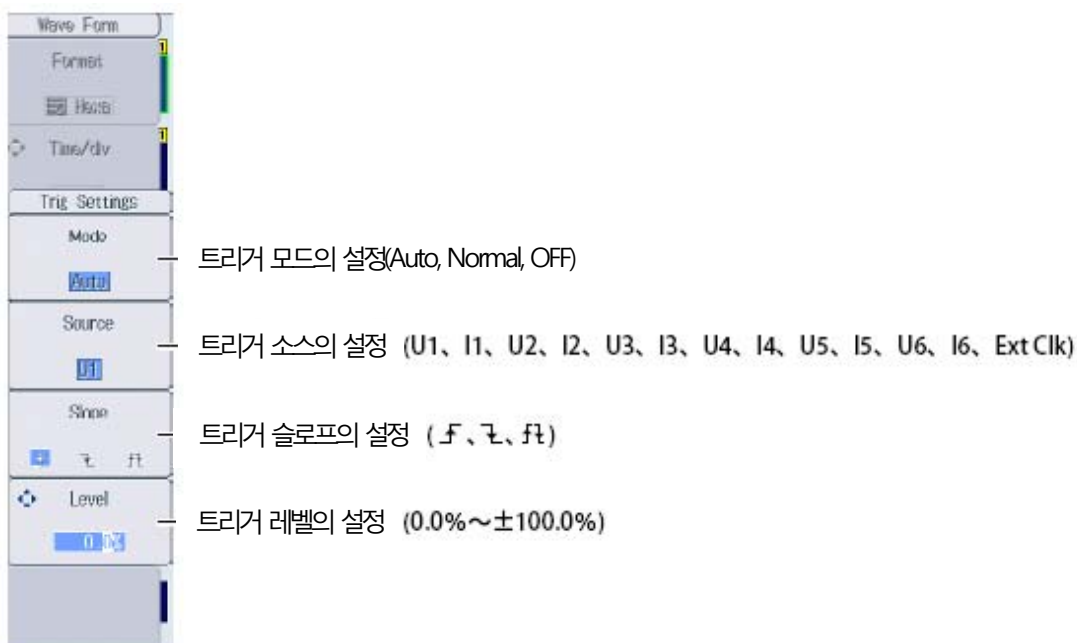 Wave Form
Format
Time/div
Trig Settings
Mode
Auto
트리거 모드의 설정(Auto, Normal, OFF)
Source
U1
트리거 소스의 설정 (U1、I1、U2、I2、U3、I3、U4、I4、U5、I5、U6、I6、Ext Clk)
Slope
트리거 슬로프의 설정
Level
0.0%
트리거 레벨의 설정 (0.0%～±100.0%)